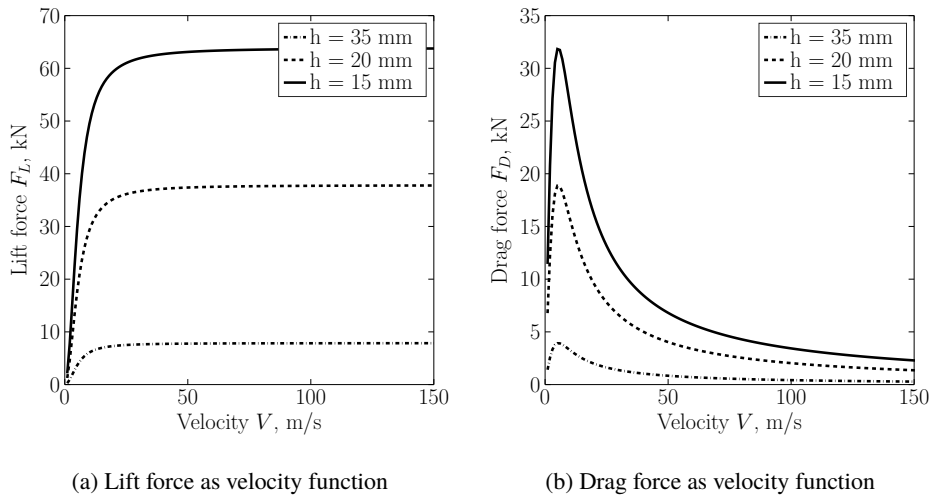 70
60
50
40
30
20
10
0
0
50
100
150
Lift force F_L, kN
Velocity V, m/s
h = 35 mm
h = 20 mm
h = 15 mm
(a) Lift force as velocity function
35
30
25
20
15
10
5
0
0
50
100
150
Drag force F_D, kN
Velocity V, m/s
h = 35 mm
h = 20 mm
h = 15 mm
(b) Drag force as velocity function